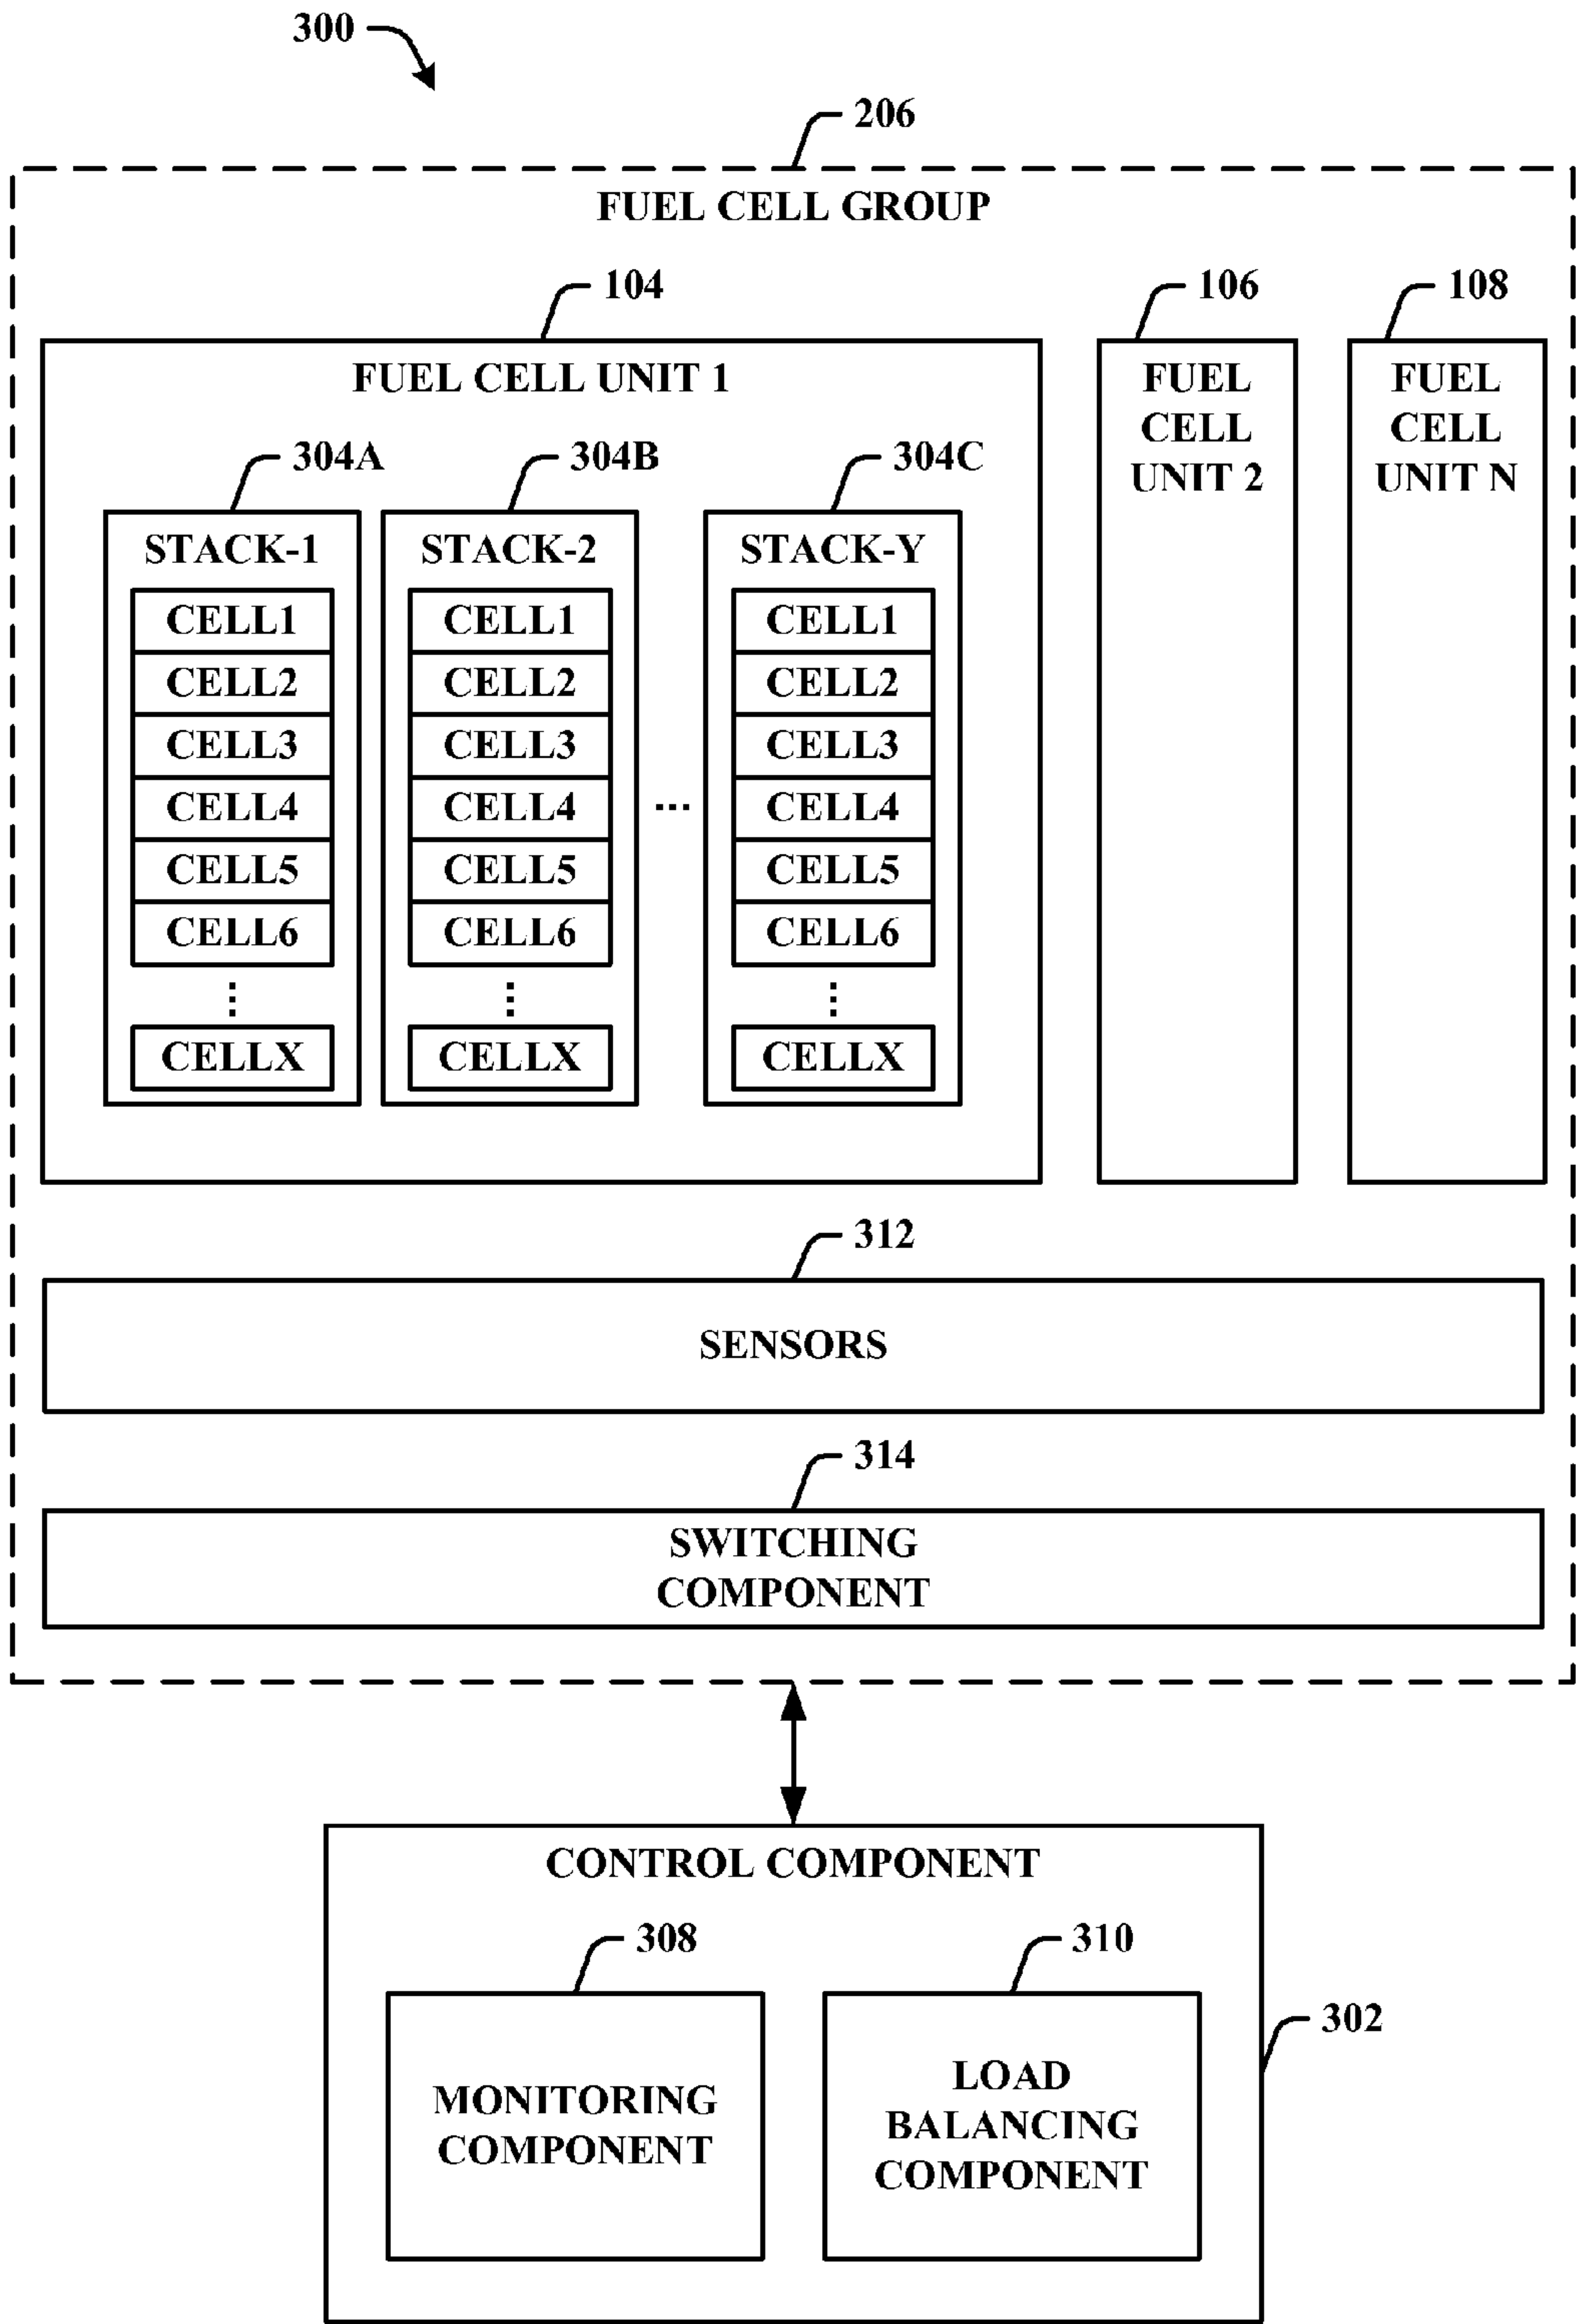 300
206
FUEL CELL GROUP
104
106
108
FUEL CELL UNIT 1
FUEL
CELL
UNIT 2
FUEL
CELL
UNIT N
304A
304B
304C
STACK-1
CELL1
CELL2
CELL3
CELL4
CELL5
CELL6
CELLX
STACK-2
CELL1
CELL2
CELL3
CELL4
CELL5
CELL6
CELLX
...
STACK-Y
CELL1
CELL2
CELL3
CELL4
CELL5
CELL6
CELLX
312
SENSORS
314
SWITCHING
COMPONENT
CONTROL COMPONENT
308
310
302
MONITORING
COMPONENT
LOAD
BALANCING
COMPONENT